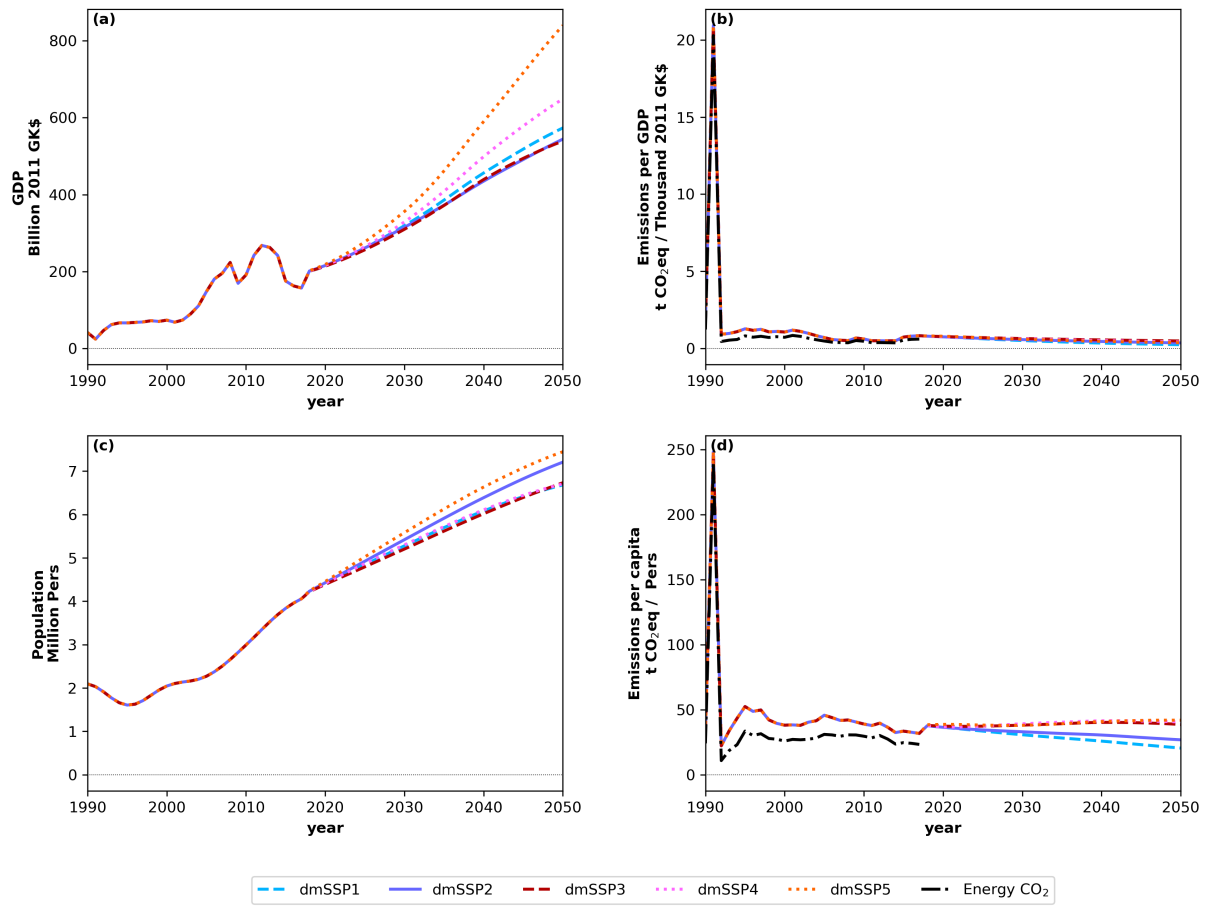 (a)
GDP
Billion 2011 GK$
800
600
400
200
0
1990 2000 2010 2020 2030 2040 2050
year
(b)
Emissions per GDP
t CO₂eq / Thousand 2011 GK$
20
15
10
5
0
1990 2000 2010 2020 2030 2040 2050
year
(c)
Population
Million Pers
7
6
5
4
3
2
1
0
1990 2000 2010 2020 2030 2040 2050
year
(d)
Emissions per capita
t CO₂eq / Pers
250
200
150
100
50
0
1990 2000 2010 2020 2030 2040 2050
year
dmSSP1 dmSSP2 dmSSP3 dmSSP4 dmSSP5 Energy CO₂